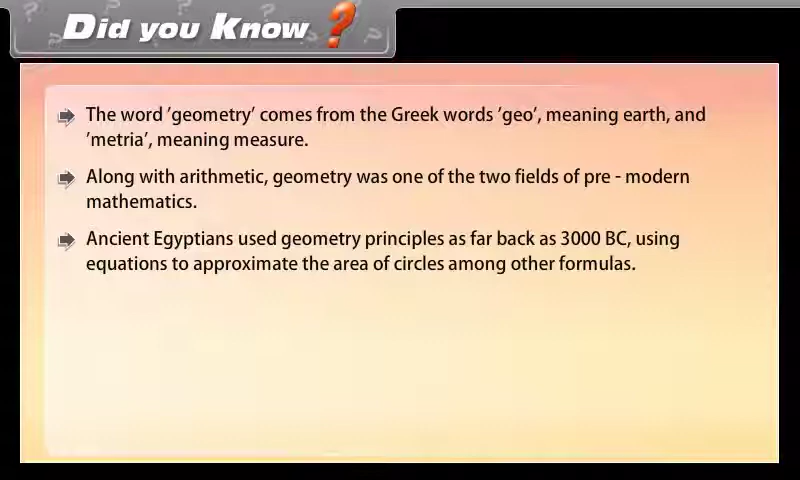 Did you Know ?
The word 'geometry' comes from the Greek words 'geo', meaning earth, and
'metria', meaning measure.
Along with arithmetic, geometry was one of the two fields of pre - modern
mathematics.
Ancient Egyptians used geometry principles as far back as 3000 BC, using
equations to approximate the area of circles among other formulas.